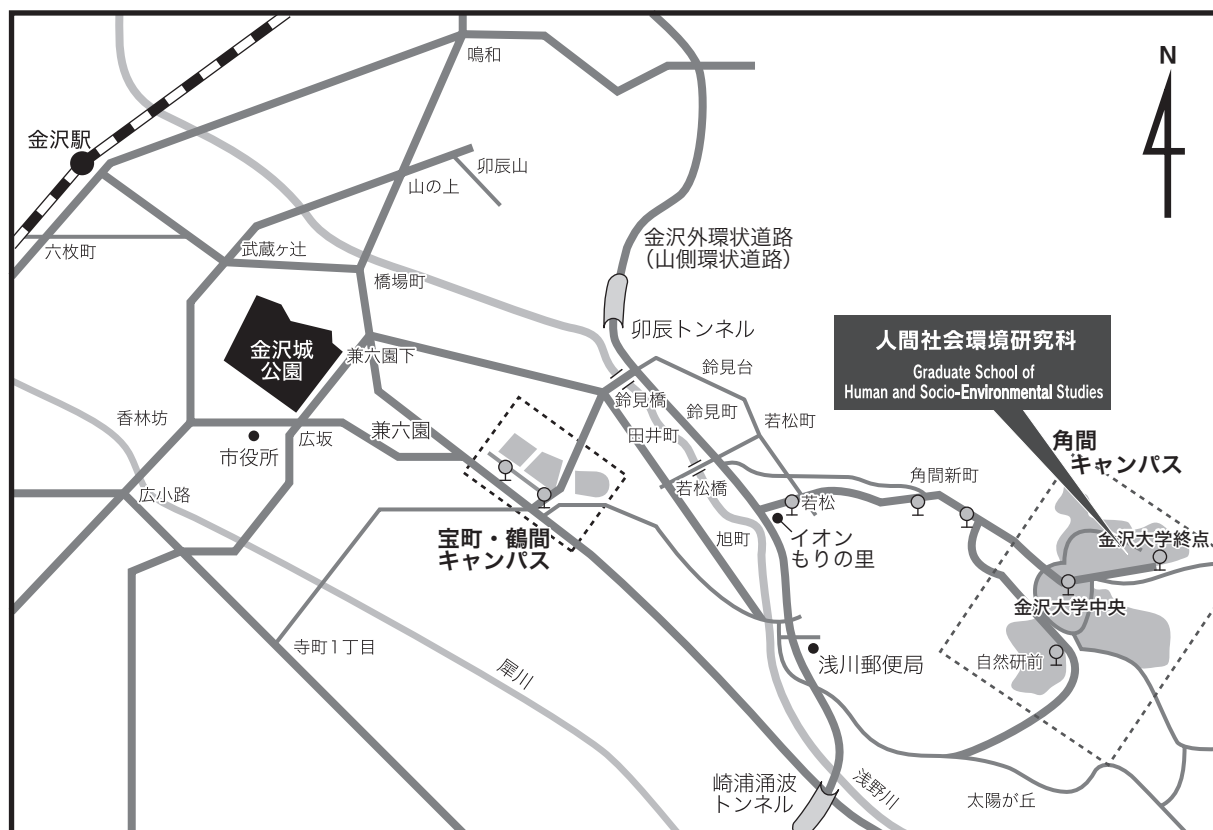 鳴和
N
金沢駅
卯辰山
山の上
金沢外環状道路
(山側環状道路)
六枚町
武蔵ヶ辻
橋場町
卯辰トンネル
人間社会環境研究科
Graduate School of
Human and Socio-Environmental Studies
金沢城
公園
兼六園下
鈴見台
鈴見橋
鈴見町
若松町
香林坊
市役所
広坂
兼六園
田井町
角間
キャンパス
若松橋
角間新町
広小路
若松
宝町・鶴間
キャンパス
旭町
イオン
もりの里
金沢大学終点
金沢大学中央
寺町1丁目
浅川郵便局
自然研前
犀川
崎浦涌波
トンネル
浅野川
太陽が丘